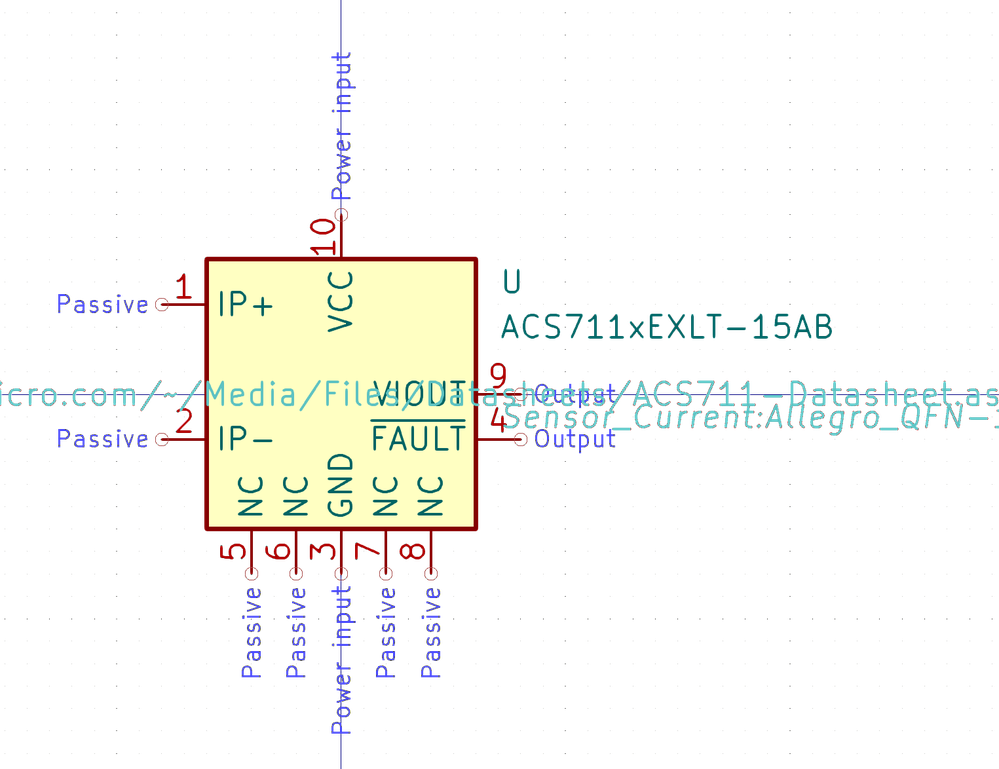 Power input
10
VCC
U
1
Passive
IP+
ACS711xEXLT-15AB
9
VIOUT
Output
icro.com/~/Media/Files/Datasheets/ACS711-Datasheet.as
Sensor_Current:Allegro_QFN-
2
4
Passive
IP-
FAULT
Output
NC
NC
GND
NC
NC
5
6
3
7
8
Passive
Passive
Power input
Passive
Passive